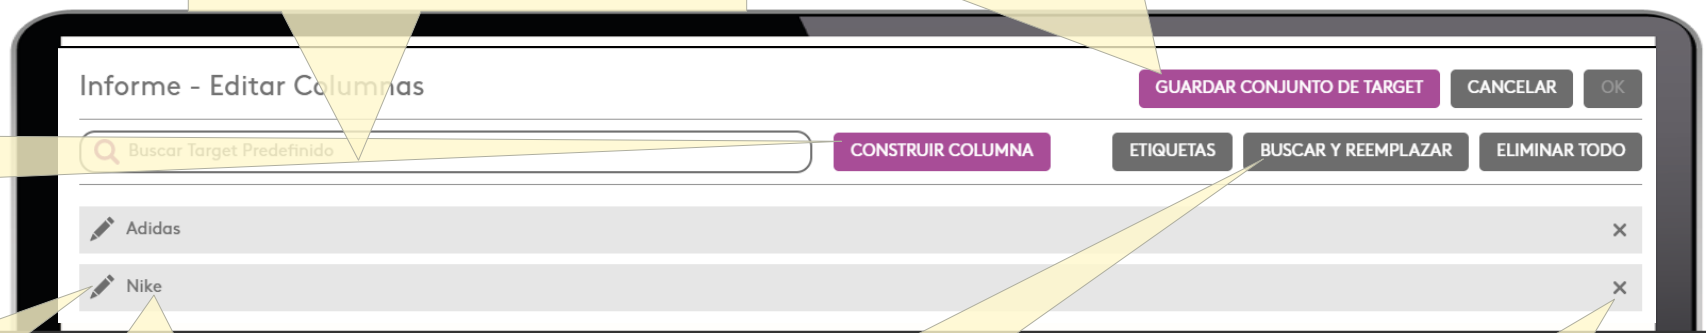 Informe - Editar Columnas
GUARDAR CONJUNTO DE TARGET
CANCELAR
OK
Buscar Target Predefinido
CONSTRUIR COLUMNA
ETIQUETAS
BUSCAR Y REEMPLAZAR
ELIMINAR TODO
Adidas
Nike